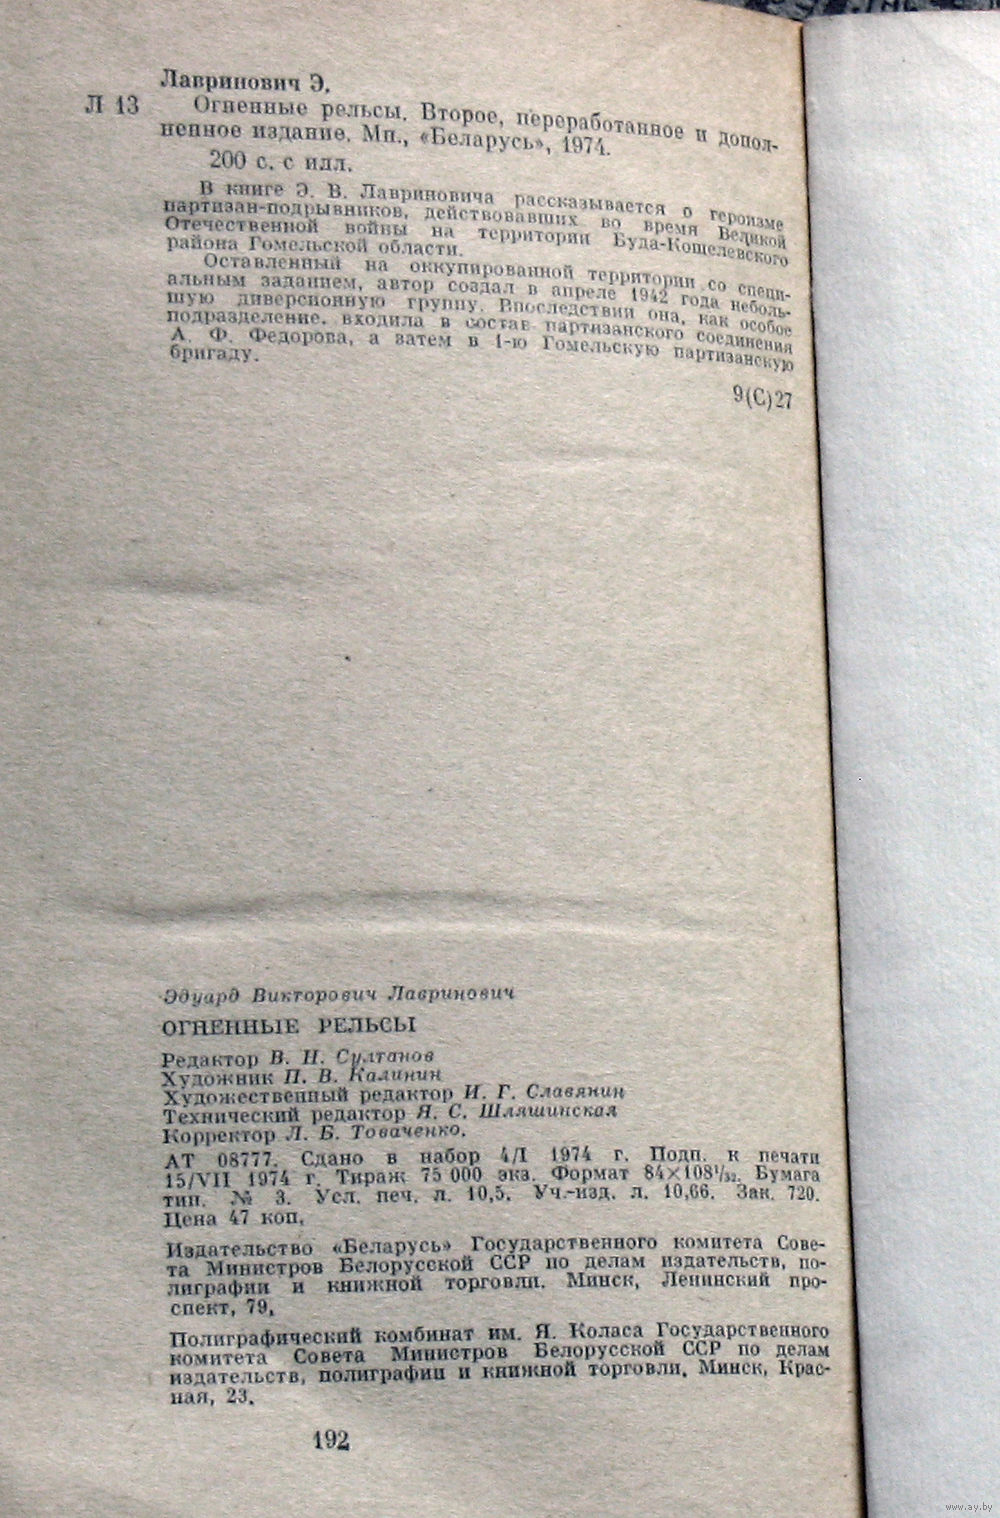 Лавринович Э.
Л 13 Огненные рельсы. Второе, переработанное и допол-
ненное издание. Мн., «Беларусь», 1974.
200 с. с илл.
В книге Э. В. Лавриновича рассказывается о героизме
партизан-подрывников, действовавших во время Великой
Отечественной войны на территории Буда-Кошелевского
района Гомельской области.
Оставленный на оккупированной территории со специ-
альным заданием, автор создал в апреле 1942 года неболь-
шую диверсионную группу. Впоследствии она, как особое
подразделение, входила в состав партизанского соединения
А. Ф. Федорова, а затем в 1-ю Гомельскую партизанскую
бригаду.
9(С)27
Эдуард Викторович Лавринович
ОГНЕННЫЕ РЕЛЬСЫ
Редактор В. Н. Султанов
Художник П. В. Калинин
Художественный редактор И. Г. Славянин
Технический редактор Я. С. Шляшинская
Корректор Л. Б. Товаченко.
АТ 08777. Сдано в набор 4/I 1974 г. Подп. к печати
15/VII 1974 г. Тираж 75 000 экз. Формат 84×108¹/₃₂. Бумага
тип. № 3. Усл. печ. л. 10,5. Уч.-изд. л. 10,66. Зак. 720.
Цена 47 коп.
Издательство «Беларусь» Государственного комитета Сове-
та Министров Белорусской ССР по делам издательств, по-
лиграфии и книжной торговли. Минск, Ленинский про-
спект, 79.
Полиграфический комбинат им. Я. Коласа Государственного
комитета Совета Министров Белорусской ССР по делам
издательств, полиграфии и книжной торговли. Минск, Крас-
ная, 23.
192
www.ay.by